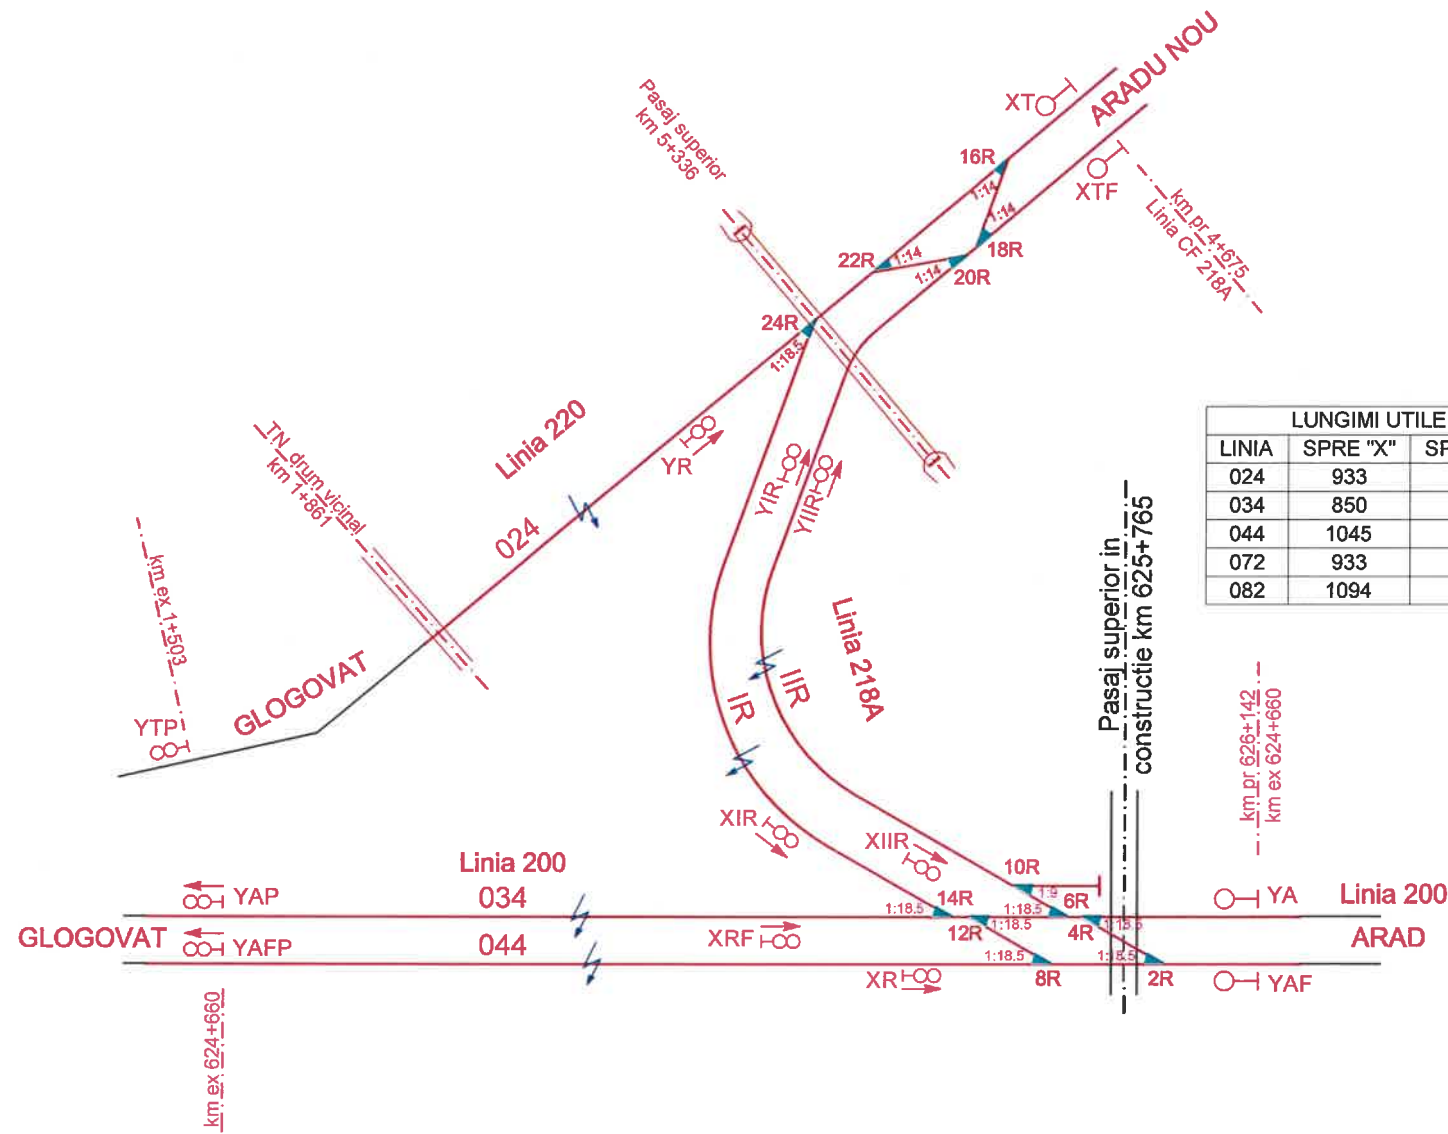 ARADU NOU
XT
XTF
16R
1:14
1:14
18R
22R
1:14
1:14
20R
24R
1:18.5
Pasaj superior
km 5+336
km pr 4+675
Linia CF 218A
Linia 220
024
YR
YIR
YIIR
TN drum vicinal
km 1+861
km ex 1+503
YTP
GLOGOVAT
LUNGIMI UTILE
LINIA SPRE "X" SP
024 933
034 850
044 1045
072 933
082 1094
Linia 218A
IR
IIR
Pasaj superior in
constructie km 625+765
km pr 626+142
km ex 624+660
XIR
XIIR
10R
1:9
14R
6R
1:18.5
1:18.5
1:18.5
1:18.5
12R
4R
1:18.5
1:18.5
8R
2R
Linia 200
034
YAP
YA
Linia 200
GLOGOVAT
YAFP
044
XRF
ARAD
XR
YAF
km ex 624+660